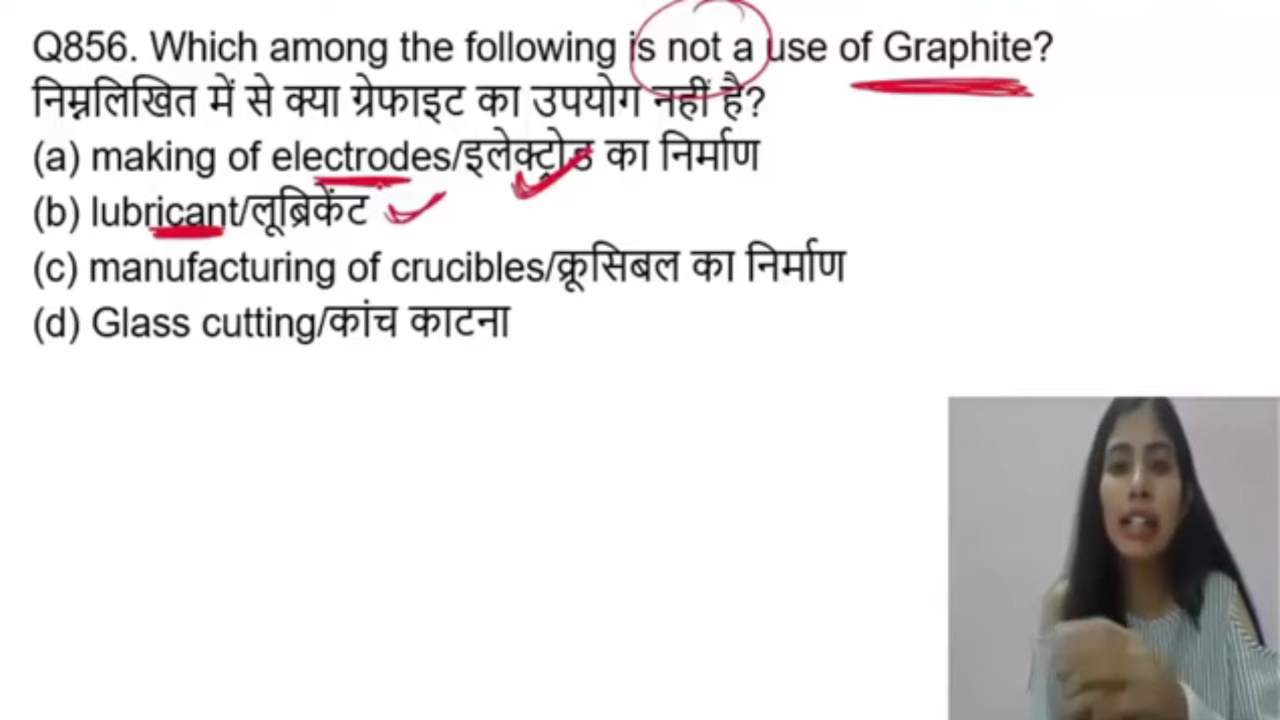 Q856. Which among the following is not a use of Graphite?
निम्नलिखित में से क्या ग्रेफाइट का उपयोग नहीं है?
(a) making of electrodes/इलेक्ट्रोड का निर्माण
(b) lubricant/लूब्रिकेंट
(c) manufacturing of crucibles/क्रूसिबल का निर्माण
(d) Glass cutting/कांच काटना